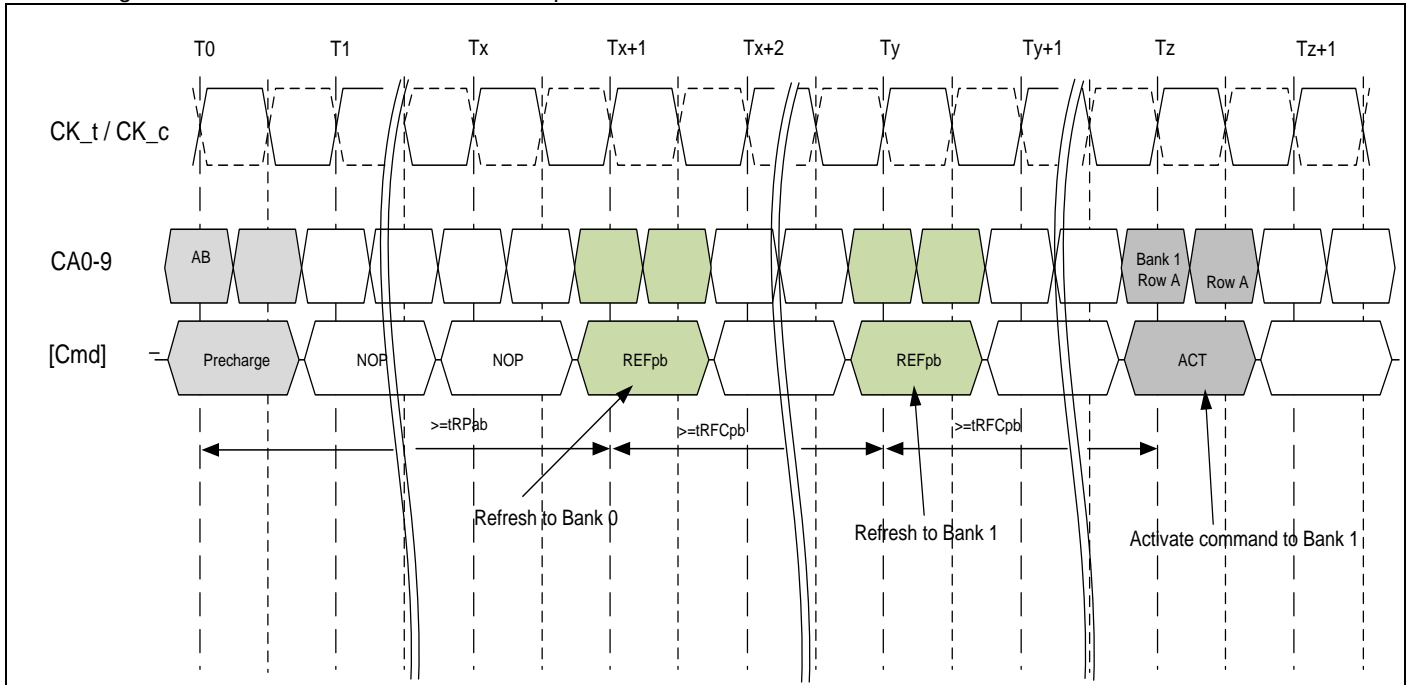 T0 T1 Tx Tx+1 Tx+2 Ty Ty+1 Tz Tz+1
CK_t / CK_c
CA0-9
AB
Bank 1
Row A
Row A
[Cmd]
Precharge NOP NOP REFpb REFpb ACT
>=tRPab >=tRFCpb >=tRFCpb
Refresh to Bank 0
Refresh to Bank 1
Activate command to Bank 1